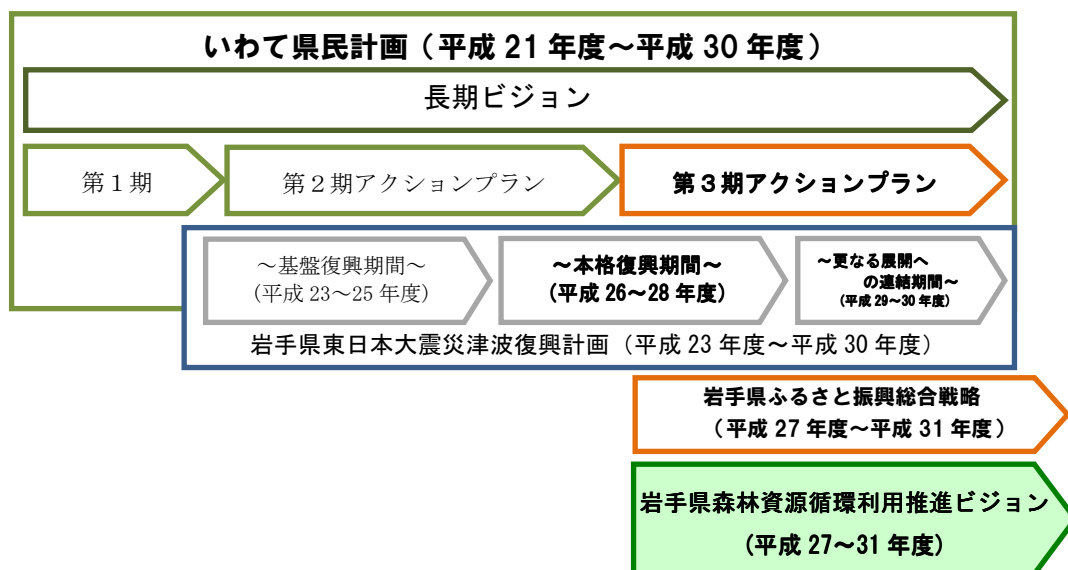 いわて県民計画（平成 21 年度～平成 30 年度）
長期ビジョン
第１期
第２期アクションプラン
第３期アクションプラン
～基盤復興期間～
（平成 23～25 年度）
～本格復興期間～
(平成 26～28 年度)
～更なる展開へ
の連結期間～
（平成 29～30 年度）
岩手県東日本大震災津波復興計画（平成 23 年度～平成 30 年度）
岩手県ふるさと振興総合戦略
（平成 27 年度～平成 31 年度）
岩手県森林資源循環利用推進ビジョン
(平成 27～31 年度)